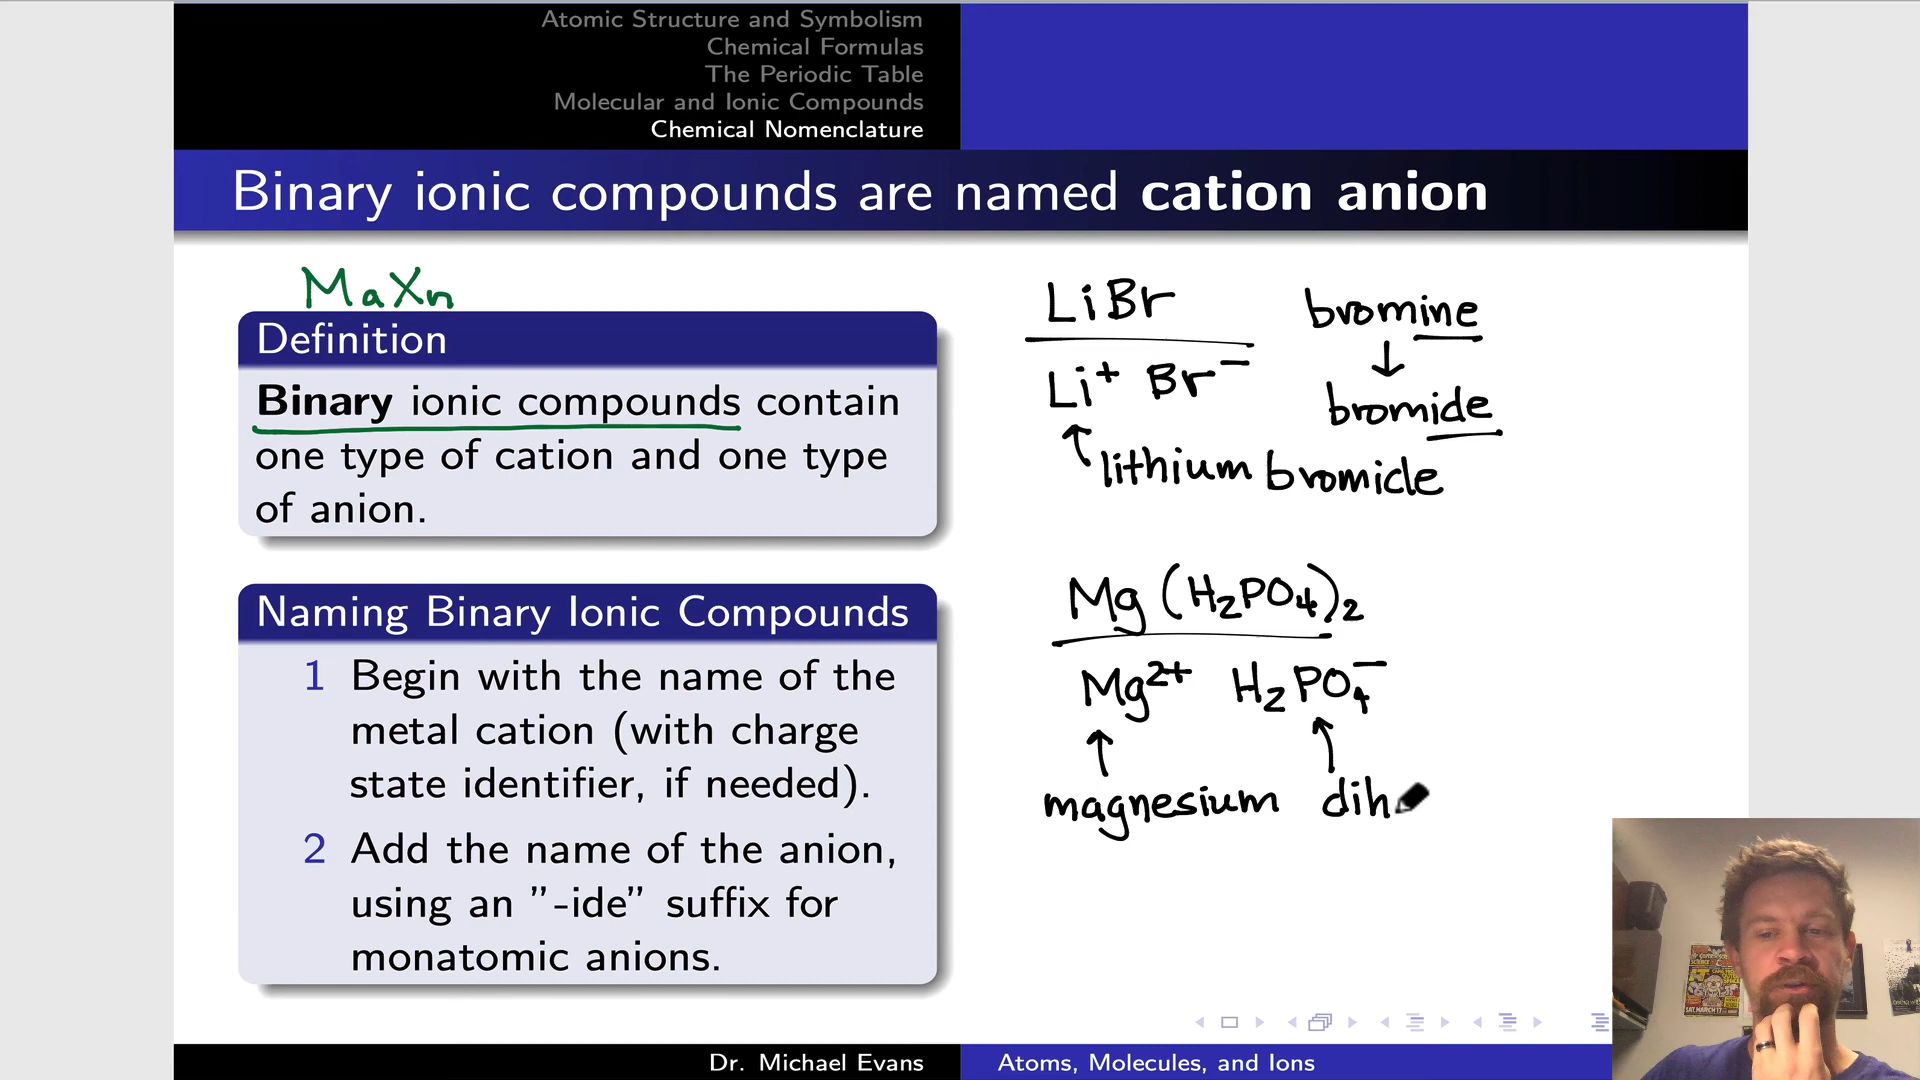 Atomic Structure and Symbolism
Chemical Formulas
The Periodic Table
Molecular and Ionic Compounds
Chemical Nomenclature
Binary ionic compounds are named cation anion
MaXn
Definition
Binary ionic compounds contain
one type of cation and one type
of anion.
Naming Binary Ionic Compounds
1 Begin with the name of the
metal cation (with charge
state identifier, if needed).
2 Add the name of the anion,
using an ”-ide” suffix for
monatomic anions.
LiBr
Li⁺ Br⁻
lithium bromide
bromine
↓
bromide
Mg(H₂PO₄)₂
Mg²⁺ H₂PO₄⁻
magnesium dih
Dr. Michael Evans
Atoms, Molecules, and Ions